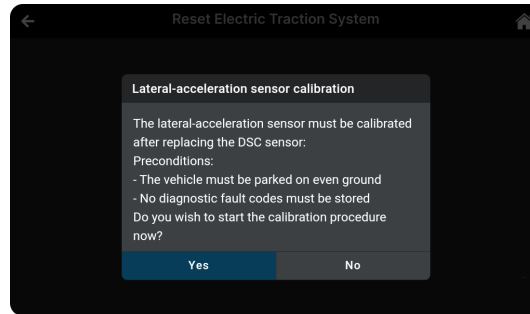 Reset Electric Traction System
Lateral-acceleration sensor calibration
The lateral-acceleration sensor must be calibrated
after replacing the DSC sensor:
Preconditions:
- The vehicle must be parked on even ground
- No diagnostic fault codes must be stored
Do you wish to start the calibration procedure
now?
Yes No